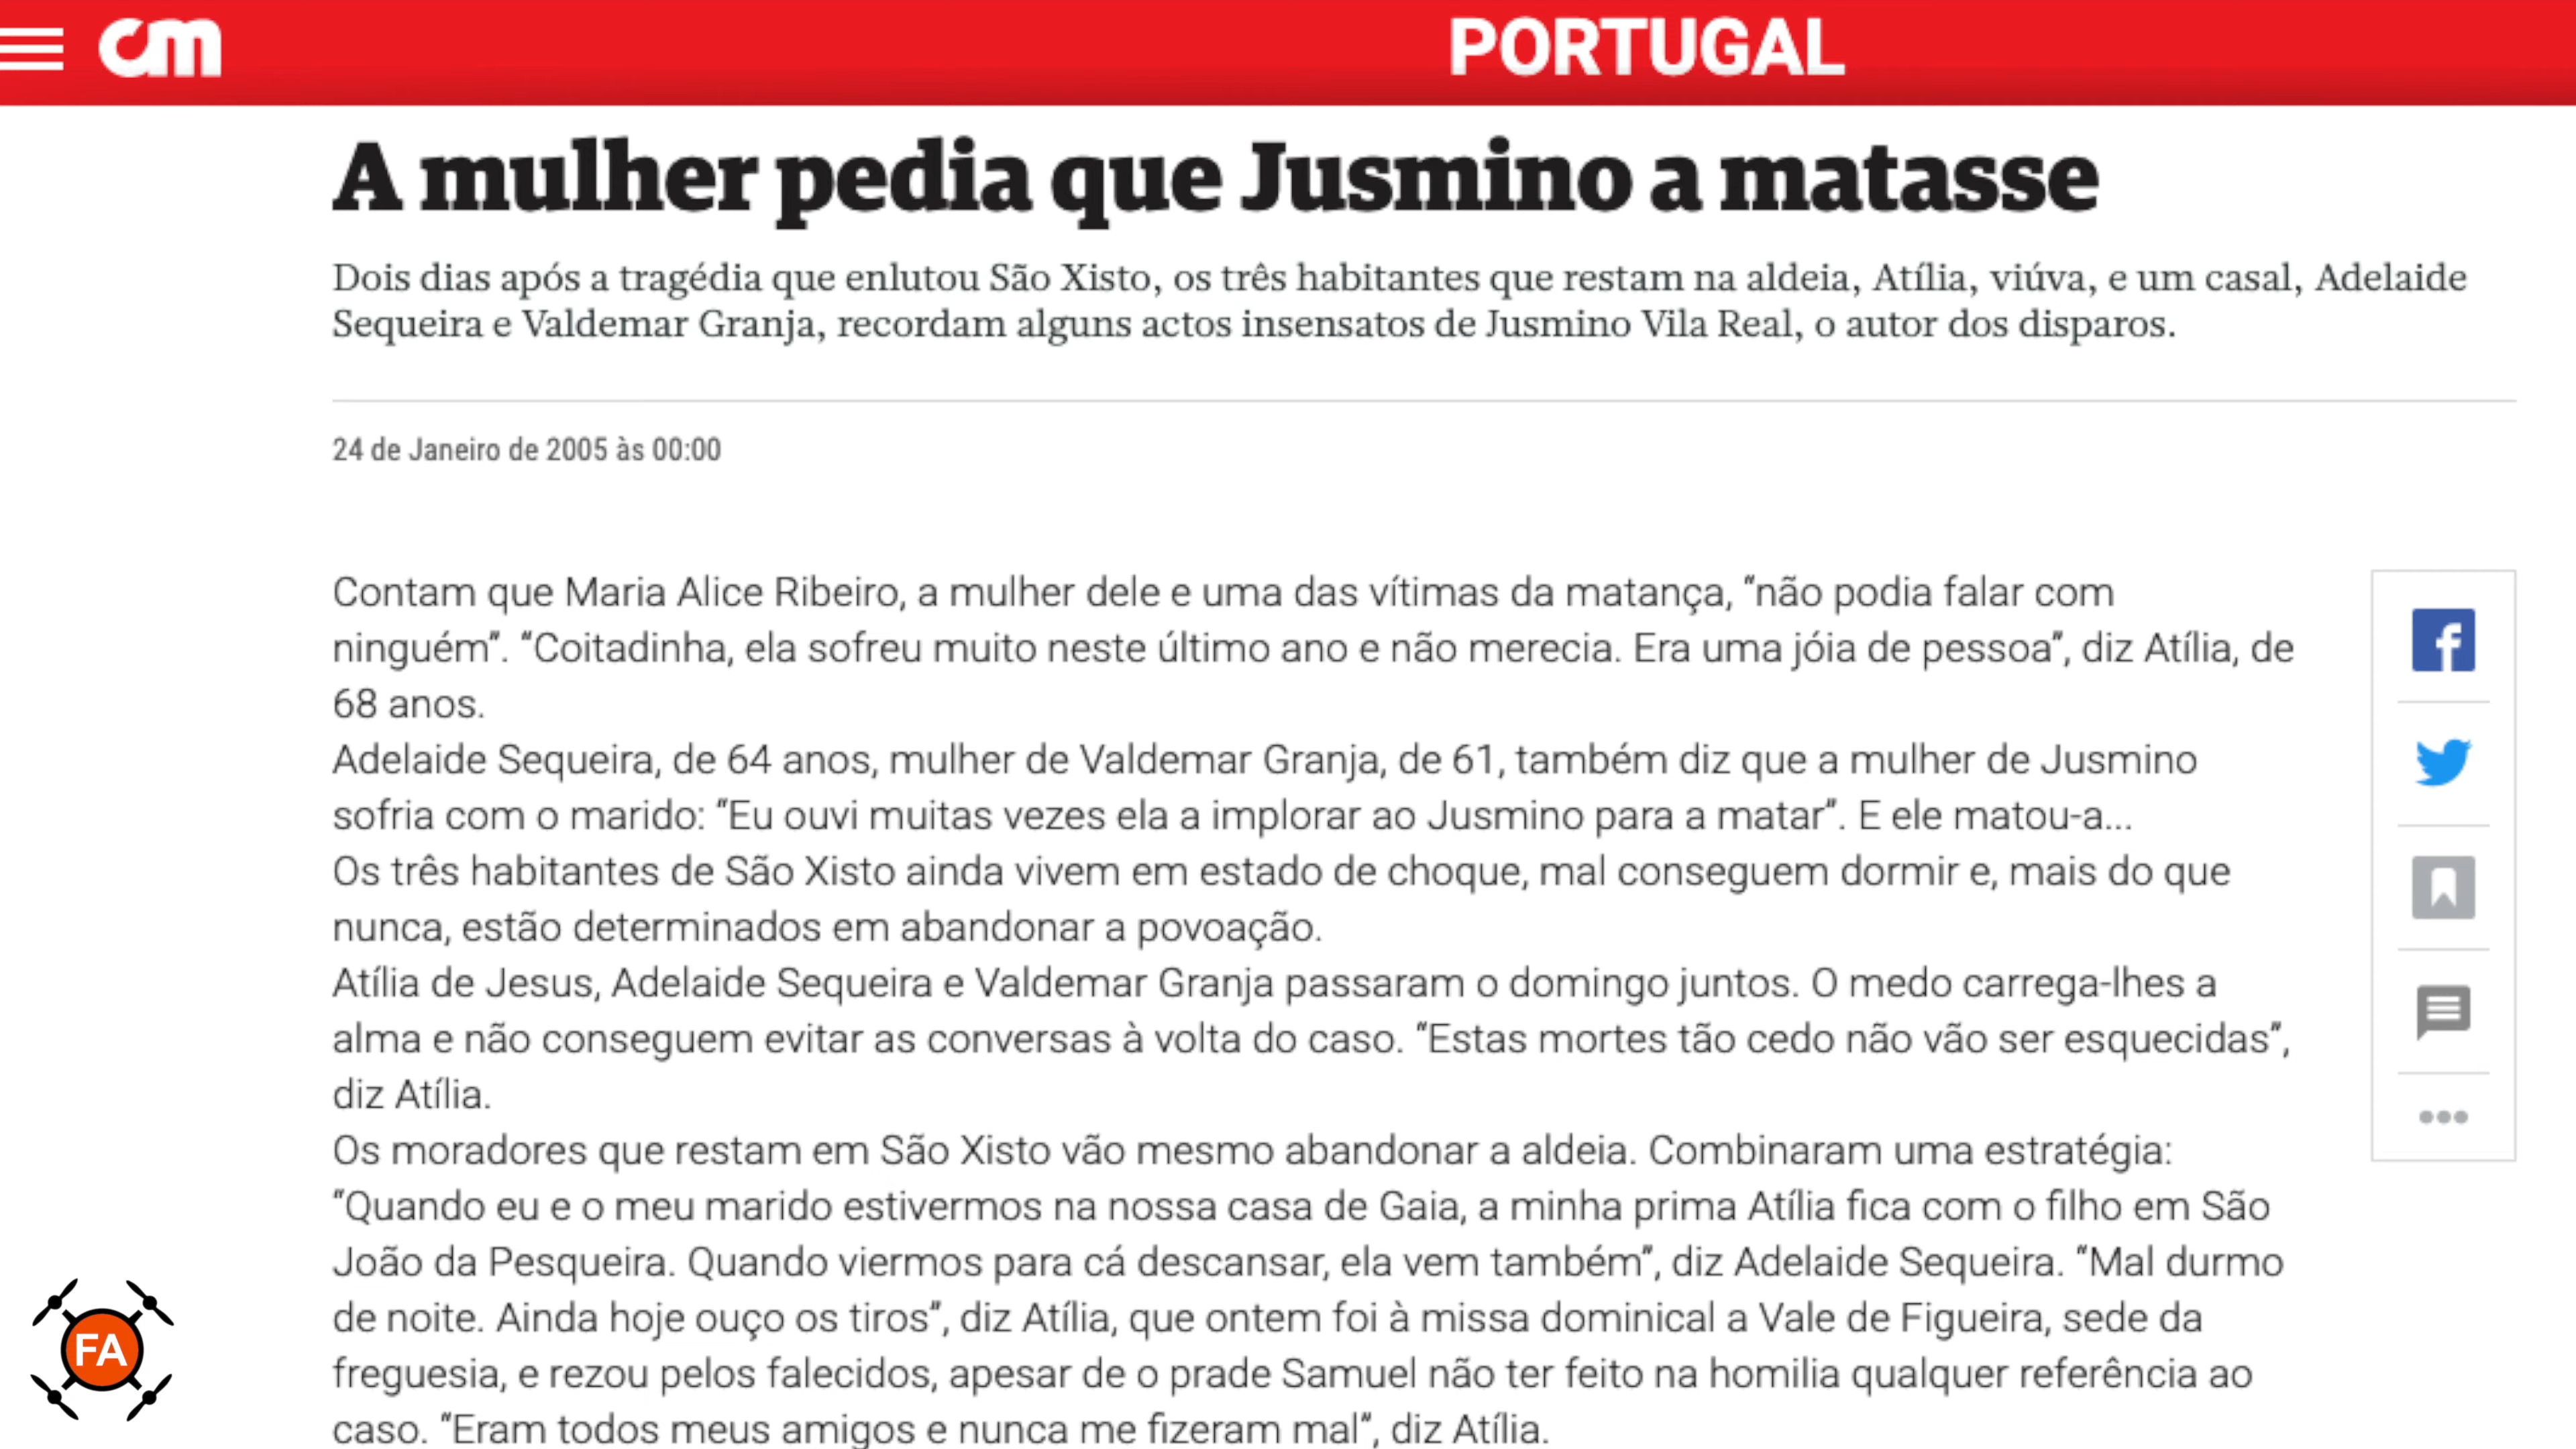 cm
PORTUGAL
A mulher pedia que Jusmino a matasse
Dois dias após a tragédia que enlutou São Xisto, os três habitantes que restam na aldeia, Atília, viúva, e um casal, Adelaide
Sequeira e Valdemar Granja, recordam alguns actos insensatos de Jusmino Vila Real, o autor dos disparos.
24 de Janeiro de 2005 às 00:00
Contam que Maria Alice Ribeiro, a mulher dele e uma das vítimas da matança, “não podia falar com
ninguém”. “Coitadinha, ela sofreu muito neste último ano e não merecia. Era uma jóia de pessoa”, diz Atília, de
68 anos.
Adelaide Sequeira, de 64 anos, mulher de Valdemar Granja, de 61, também diz que a mulher de Jusmino
sofria com o marido: “Eu ouvi muitas vezes ela a implorar ao Jusmino para a matar”. E ele matou-a...
Os três habitantes de São Xisto ainda vivem em estado de choque, mal conseguem dormir e, mais do que
nunca, estão determinados em abandonar a povoação.
Atília de Jesus, Adelaide Sequeira e Valdemar Granja passaram o domingo juntos. O medo carrega-lhes a
alma e não conseguem evitar as conversas à volta do caso. “Estas mortes tão cedo não vão ser esquecidas”,
diz Atília.
Os moradores que restam em São Xisto vão mesmo abandonar a aldeia. Combinaram uma estratégia:
“Quando eu e o meu marido estivermos na nossa casa de Gaia, a minha prima Atília fica com o filho em São
João da Pesqueira. Quando viermos para cá descansar, ela vem também”, diz Adelaide Sequeira. “Mal durmo
de noite. Ainda hoje ouço os tiros”, diz Atília, que ontem foi à missa dominical a Vale de Figueira, sede da
freguesia, e rezou pelos falecidos, apesar de o prade Samuel não ter feito na homilia qualquer referência ao
caso. “Eram todos meus amigos e nunca me fizeram mal”, diz Atília.
FA